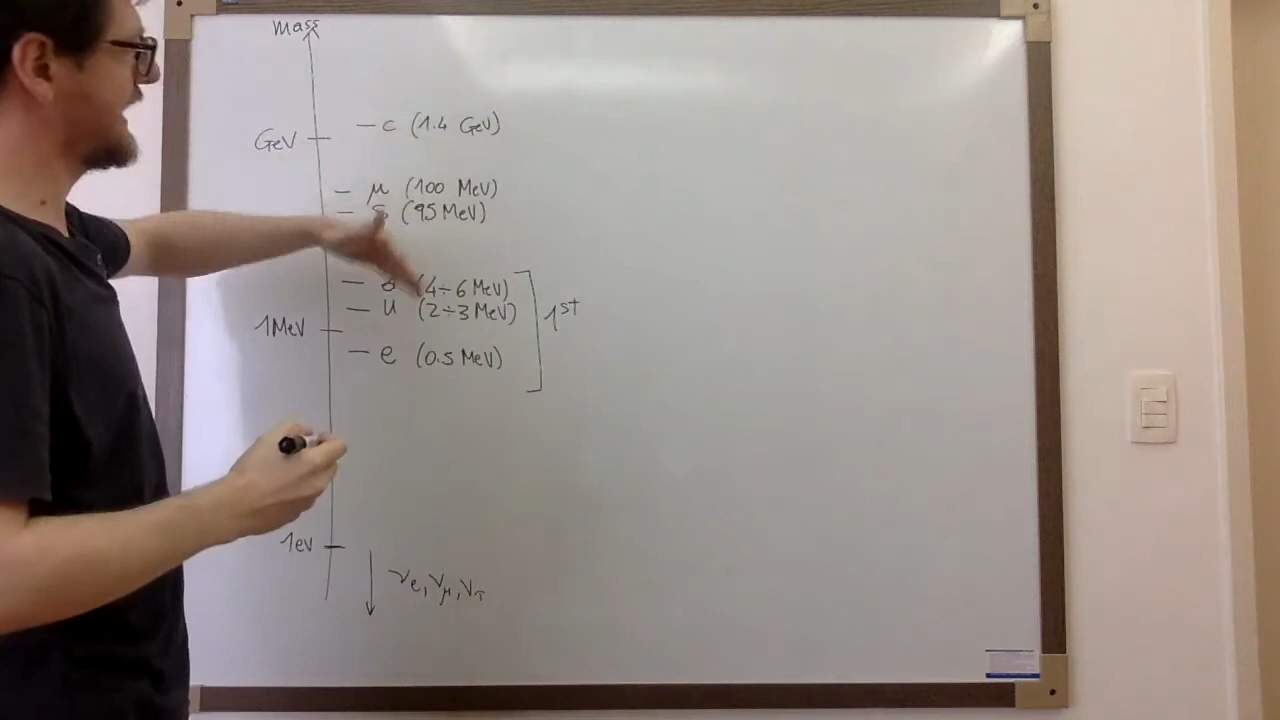 mass
GeV
c (1.4 GeV)
μ (100 MeV)
s (95 MeV)
d (4÷6 MeV)
u (2÷3 MeV)
1st
1MeV
e (0.5 MeV)
1eV
νe, νμ, ντ